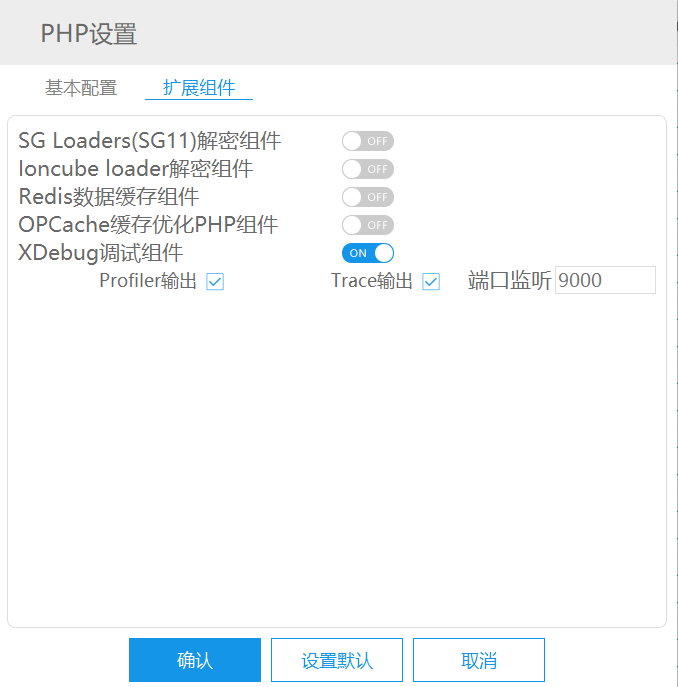 PHP设置
基本配置 扩展组件
SG Loaders(SG11)解密组件 OFF
Ioncube loader解密组件 OFF
Redis数据缓存组件 OFF
OPCache缓存优化PHP组件 OFF
XDebug调试组件 ON
Profiler输出 Trace输出 端口监听 9000
确认 设置默认 取消